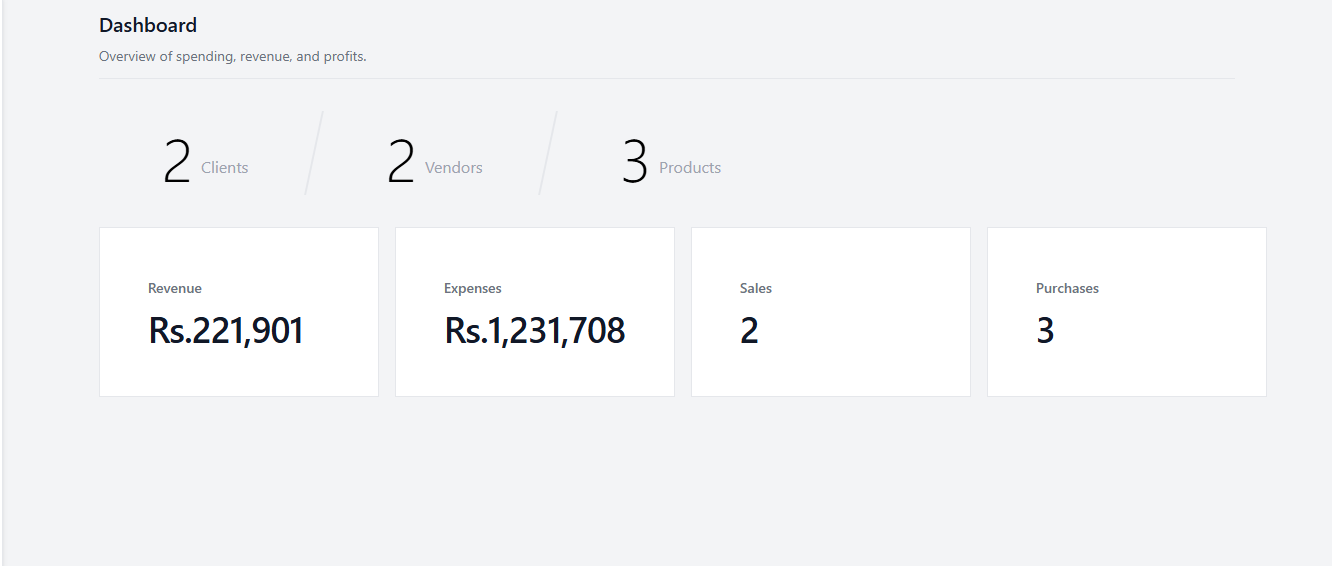 Dashboard
Overview of spending, revenue, and profits.
2 Clients
2 Vendors
3 Products
Revenue
Rs.221,901
Expenses
Rs.1,231,708
Sales
2
Purchases
3